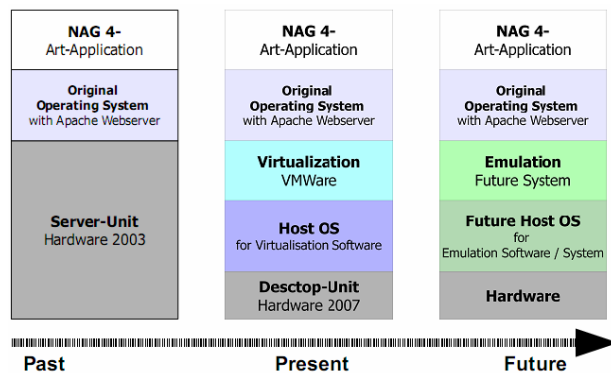 NAG 4-
Art-Application
Original
Operating System
with Apache Webserver
Server-Unit
Hardware 2003
NAG 4-
Art-Application
Original
Operating System
with Apache Webserver
Virtualization
VMWare
Host OS
for Virtualisation Software
Desctop-Unit
Hardware 2007
NAG 4-
Art-Application
Original
Operating System
with Apache Webserver
Emulation
Future System
Future Host OS
for
Emulation Software / System
Hardware
Past
Present
Future